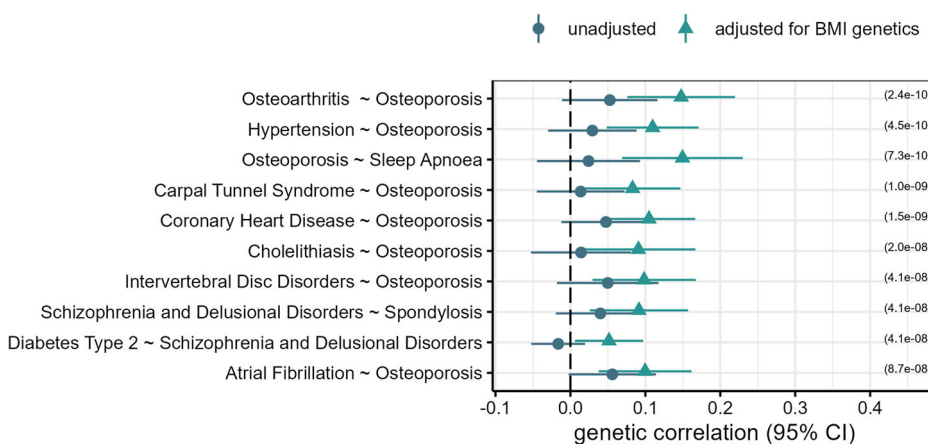 unadjusted adjusted for BMI genetics
Osteoarthritis ~ Osteoporosis (2.4e-10
Hypertension ~ Osteoporosis (4.5e-10
Osteoporosis ~ Sleep Apnoea (7.3e-10
Carpal Tunnel Syndrome ~ Osteoporosis (1.0e-09
Coronary Heart Disease ~ Osteoporosis (1.5e-09
Cholelithiasis ~ Osteoporosis (2.0e-08
Intervertebral Disc Disorders ~ Osteoporosis (4.1e-08
Schizophrenia and Delusional Disorders ~ Spondylosis (4.1e-08
Diabetes Type 2 ~ Schizophrenia and Delusional Disorders (4.1e-08
Atrial Fibrillation ~ Osteoporosis (8.7e-08
-0.1 0.0 0.1 0.2 0.3 0.4
genetic correlation (95% CI)